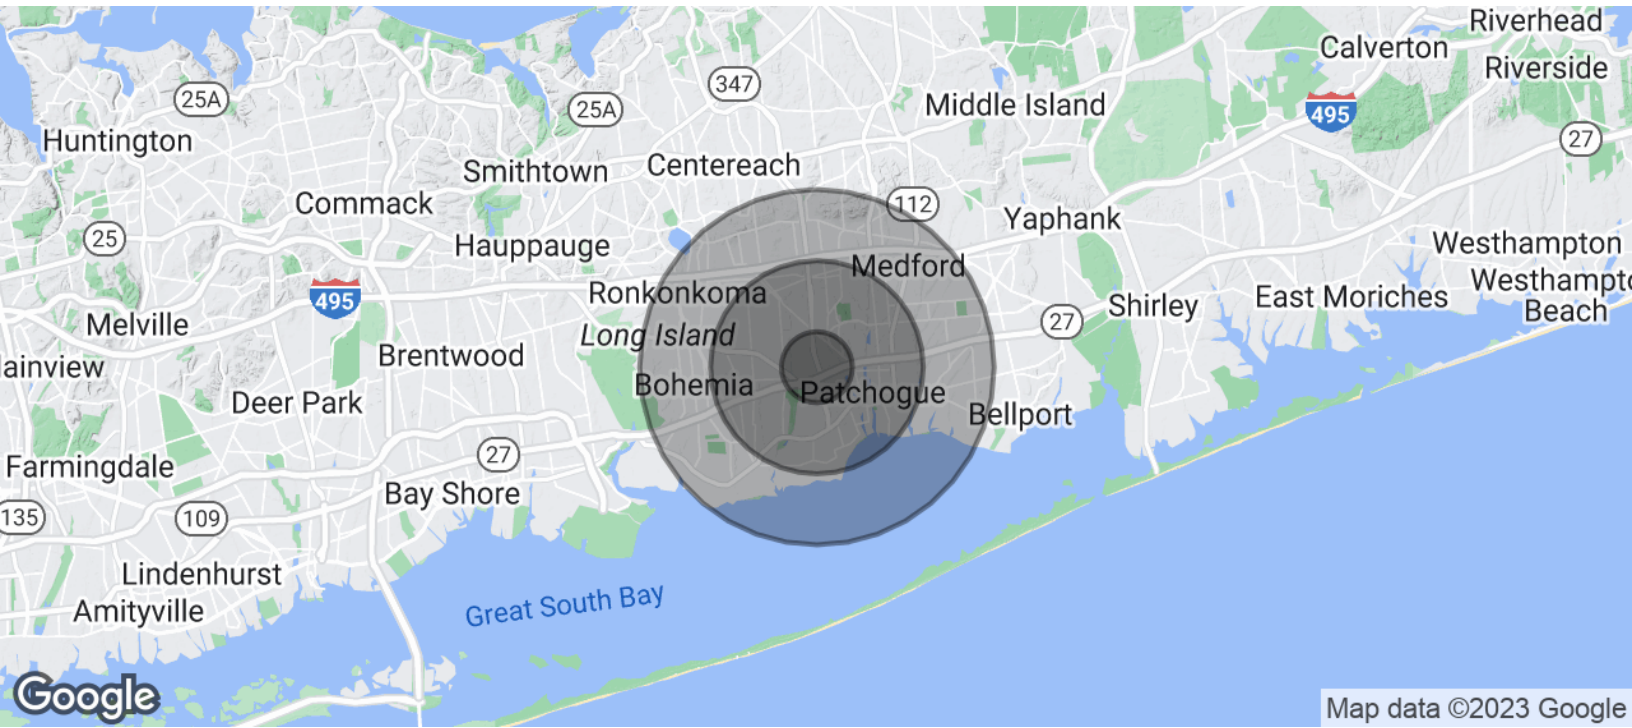 Riverhead
Calverton
Riverside
347
25A
25A
Middle Island
495
27
Huntington
Centereach
Smithtown
Commack
112
Yaphank
25
Hauppauge
Westhampton
Medford
Westhampto
Beach
495
Ronkonkoma
East Moriches
Shirley
27
Melville
Long Island
Brentwood
lainview
Bohemia
Patchogue
Deer Park
Bellport
27
Farmingdale
Bay Shore
135
109
Lindenhurst
Great South Bay
Amityville
Google
Map data ©2023 Google